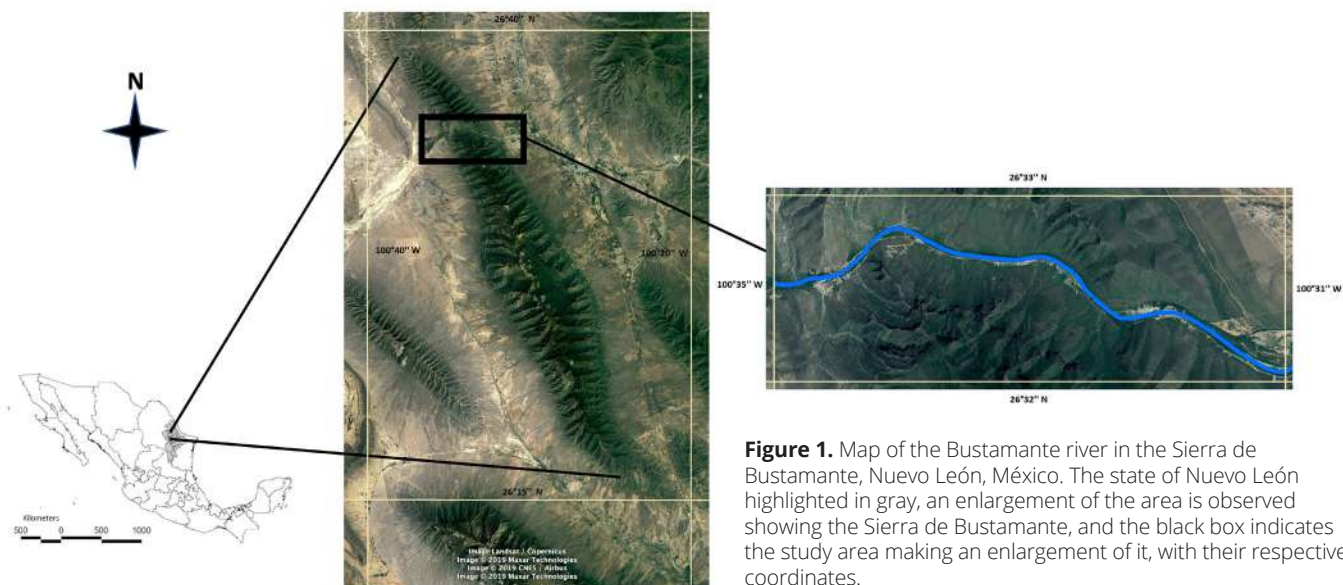 N
26°40'' N
100°40'' W
100°20'' W
26°15'' N
Image Landsat / Copernicus
Image © 2019 Maxar Technologies
Image © 2019 CNES / Airbus
Image © 2019 Maxar Technologies
26°33'' N
100°35'' W
100°31'' W
26°32'' N
Kilometers
500 0 500 1000
Figure 1. Map of the Bustamante river in the Sierra de
Bustamante, Nuevo León, México. The state of Nuevo León
highlighted in gray, an enlargement of the area is observed
showing the Sierra de Bustamante, and the black box indicates
the study area making an enlargement of it, with their respective
coordinates.